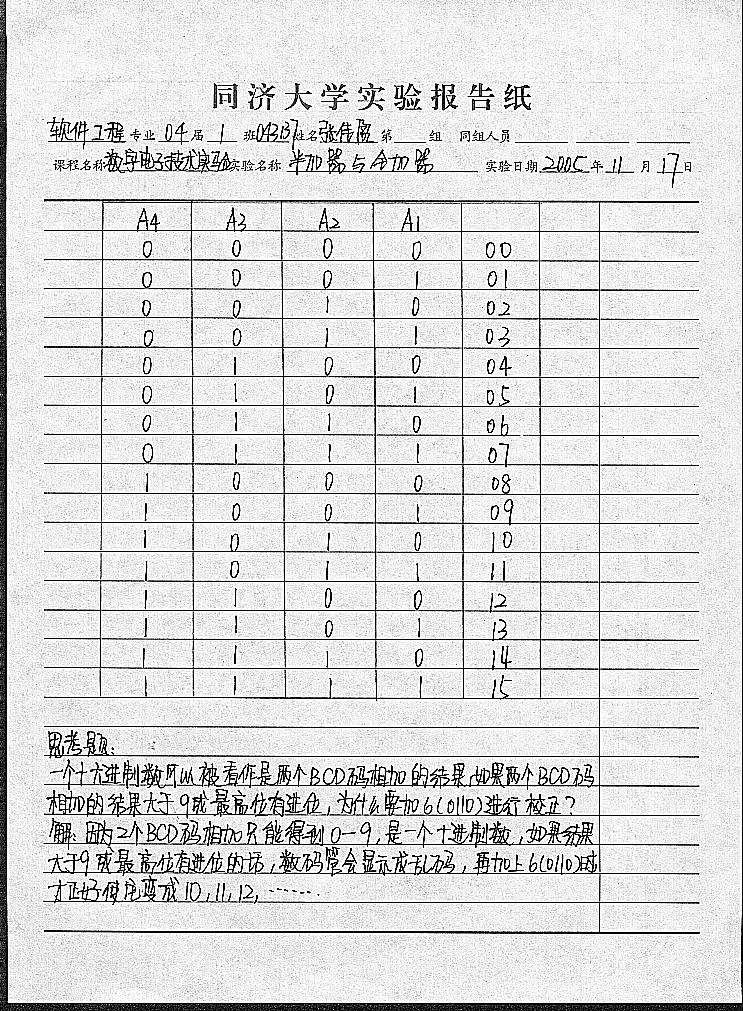 同济大学实验报告纸
软件工程 专业 04 届 1 班 043137 姓名 张 第 组 同组人员
课程名称 数字电子技术实验 实验名称 半加器与全加器 实验日期 2005 年 11 月 17 日
A4 A3 A2 A1
0 0 0 0 00
0 0 0 1 01
0 0 1 0 02
0 0 1 1 03
0 1 0 0 04
0 1 0 1 05
0 1 1 0 06
0 1 1 1 07
1 0 0 0 08
1 0 0 1 09
1 0 1 0 10
1 0 1 1 11
1 1 0 0 12
1 1 0 1 13
1 1 1 0 14
1 1 1 1 15
思考题：
一个十六进制数可以被看作是两个BCD码相加的结果，如果两个BCD码
相加的结果大于9或最高位有进位，为什么要加6(0110)进行校正？
解：因为2个BCD码相加只能得到0—9，是一个十进制数，如果结果
大于9或最高位有进位的话，数码管会显示成乱码，再加上6(0110)时
才正好使它变成10,11,12,……